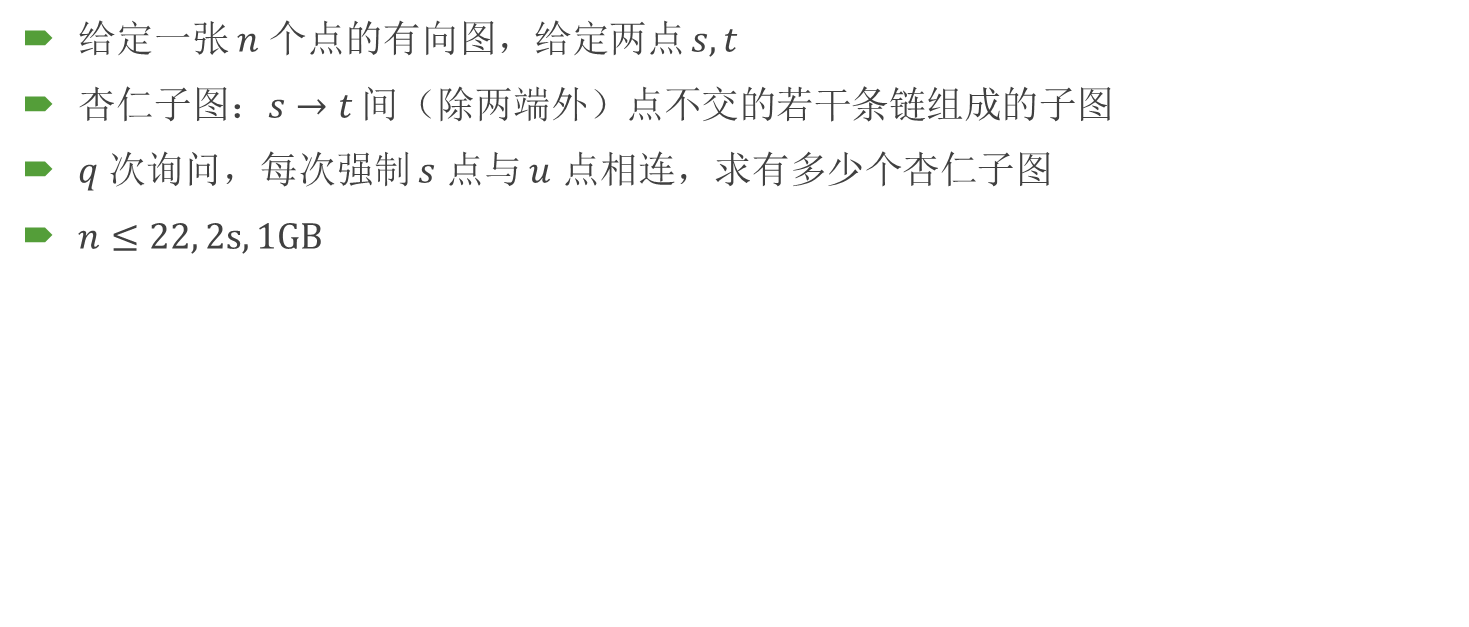 给定一张 n 个点的有向图，给定两点 s, t
杏仁子图：s → t 间（除两端外）点不交的若干条链组成的子图
q 次询问，每次强制 s 点与 u 点相连，求有多少个杏仁子图
n ≤ 22, 2s, 1GB